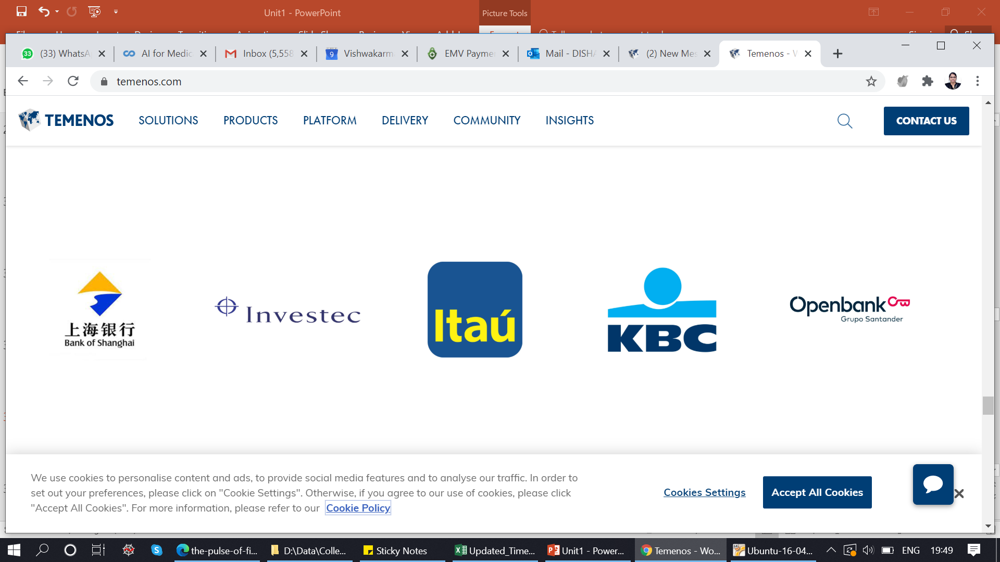 Unit1 - PowerPoint
Picture Tools
(33) WhatsA
AI for Medic
Inbox (5,558
9
Vishwakarm
EMV Payme
Mail - DISHA
(2) New Mes
Temenos - W
temenos.com
TEMENOS
SOLUTIONS
PRODUCTS
PLATFORM
DELIVERY
COMMUNITY
INSIGHTS
CONTACT US
上海银行
Bank of Shanghai
Investec
Itaú
KBC
Openbank
Grupo Santander
We use cookies to personalise content and ads, to provide social media features and to analyse our traffic. In order to
set out your preferences, please click on "Cookie Settings". Otherwise, if you agree to our use of cookies, please click
"Accept All Cookies". For more information, please refer to our Cookie Policy
Cookies Settings
Accept All Cookies
the-pulse-of-fi...
D:\Data\Colle...
Sticky Notes
Updated_Time...
Unit1 - Power...
Temenos - Wo...
Ubuntu-16-04...
ENG
19:49